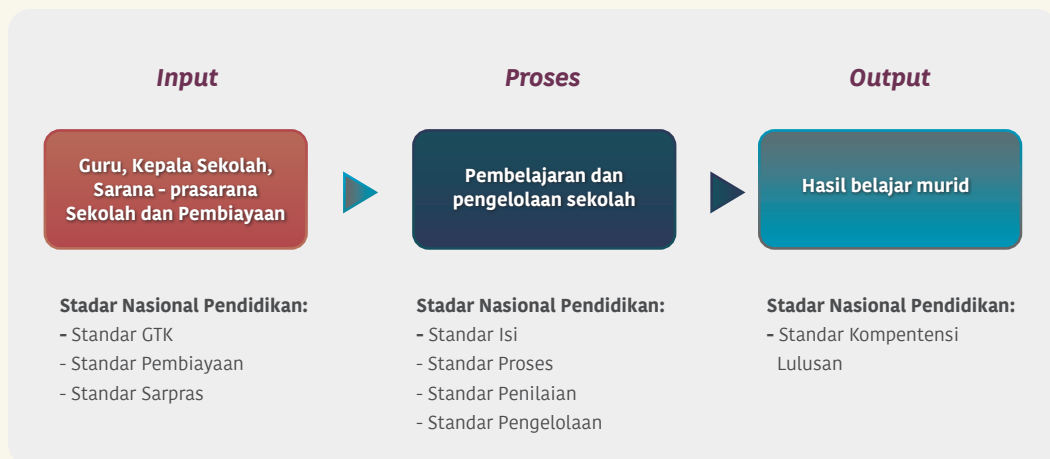 Input
Guru, Kepala Sekolah,
Sarana - prasarana
Sekolah dan Pembiayaan
Stadar Nasional Pendidikan:
- Standar GTK
- Standar Pembiayaan
- Standar Sarpras
Proses
Pembelajaran dan
pengelolaan sekolah
Stadar Nasional Pendidikan:
- Standar Isi
- Standar Proses
- Standar Penilaian
- Standar Pengelolaan
Output
Hasil belajar murid
Stadar Nasional Pendidikan:
- Standar Kompentensi
Lulusan